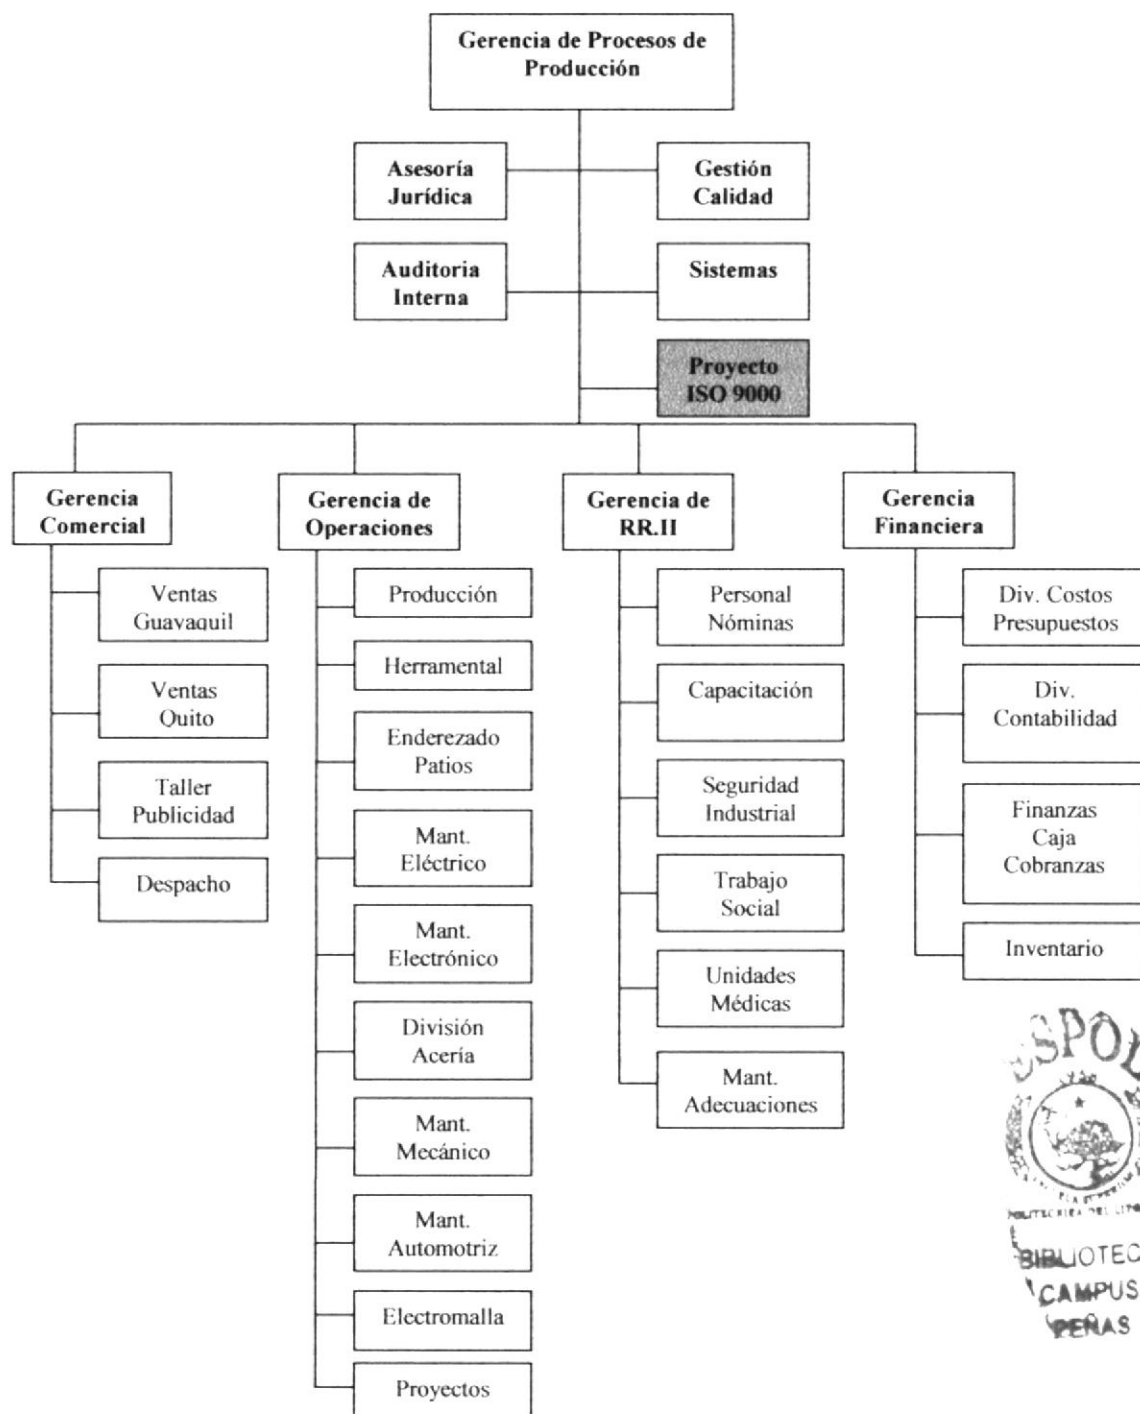 Gerencia de Procesos de
Producción
Asesoría
Jurídica
Gestión
Calidad
Auditoria
Interna
Sistemas
Proyecto
ISO 9000
Gerencia
Comercial
Gerencia de
Operaciones
Gerencia de
RR.II
Gerencia
Financiera
Ventas
Guayaquil
Ventas
Quito
Taller
Publicidad
Despacho
Producción
Herramental
Enderezado
Patios
Mant.
Eléctrico
Mant.
Electrónico
División
Acería
Mant.
Mecánico
Mant.
Automotriz
Electromalla
Proyectos
Personal
Nóminas
Capacitación
Seguridad
Industrial
Trabajo
Social
Unidades
Médicas
Mant.
Adecuaciones
Div. Costos
Presupuestos
Div.
Contabilidad
Finanzas
Caja
Cobranzas
Inventario
ESPOL
POLITECNICA DEL
BIBLIOTEC
CAMPUS
PEÑAS